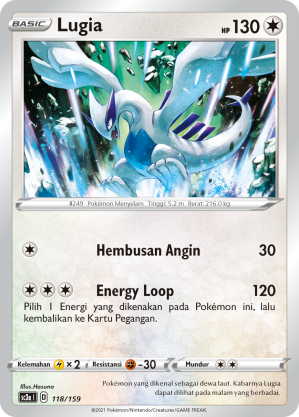 BASIC Lugia HP 130
#249 Pokémon Menyelam. Tinggi: 5.2 m Berat: 216.0 kg
Hembusan Angin 30
Energy Loop 120
Pilih 1 Energy yang dikenakan pada Pokémon ini, lalu
kembalikan ke Kartu Pegangan.
Kelemahan ×2 Resistansi -30 Mundur
Illus. Hasuno
sc3a I D 118/159
Pokémon yang dikenal sebagai dewa laut. Kabarnya Lugia
dapat dilihat pada malam yang berbadai.
©2021 Pokémon/Nintendo/Creatures/GAME FREAK.